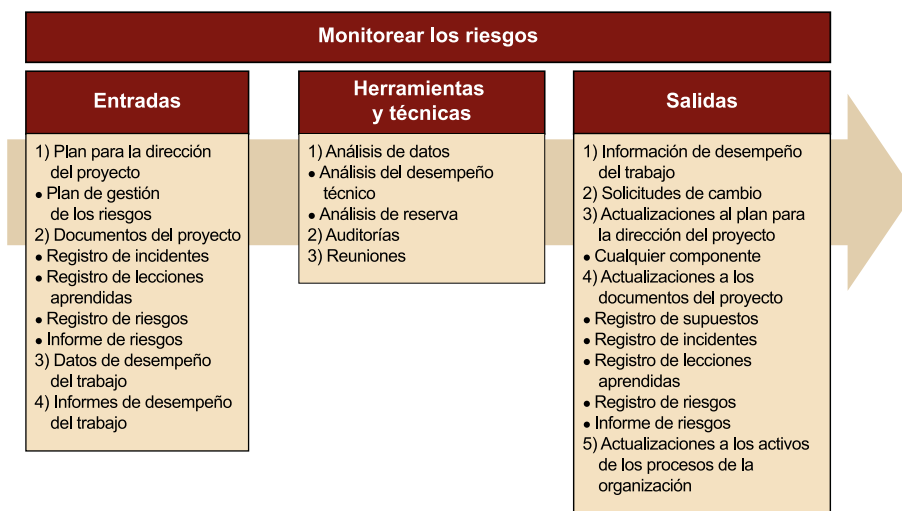 Monitorear los riesgos
Entradas
1) Plan para la dirección
del proyecto
• Plan de gestión
de los riesgos
2) Documentos del proyecto
• Registro de incidentes
• Registro de lecciones
aprendidas
• Registro de riesgos
• Informe de riesgos
3) Datos de desempeño
del trabajo
4) Informes de desempeño
del trabajo
Herramientas
y técnicas
1) Análisis de datos
• Análisis del desempeño
técnico
• Análisis de reserva
2) Auditorías
3) Reuniones
Salidas
1) Información de desempeño
del trabajo
2) Solicitudes de cambio
3) Actualizaciones al plan para
la dirección del proyecto
• Cualquier componente
4) Actualizaciones a los
documentos del proyecto
• Registro de supuestos
• Registro de incidentes
• Registro de lecciones
aprendidas
• Registro de riesgos
• Informe de riesgos
5) Actualizaciones a los activos
de los procesos de la
organización